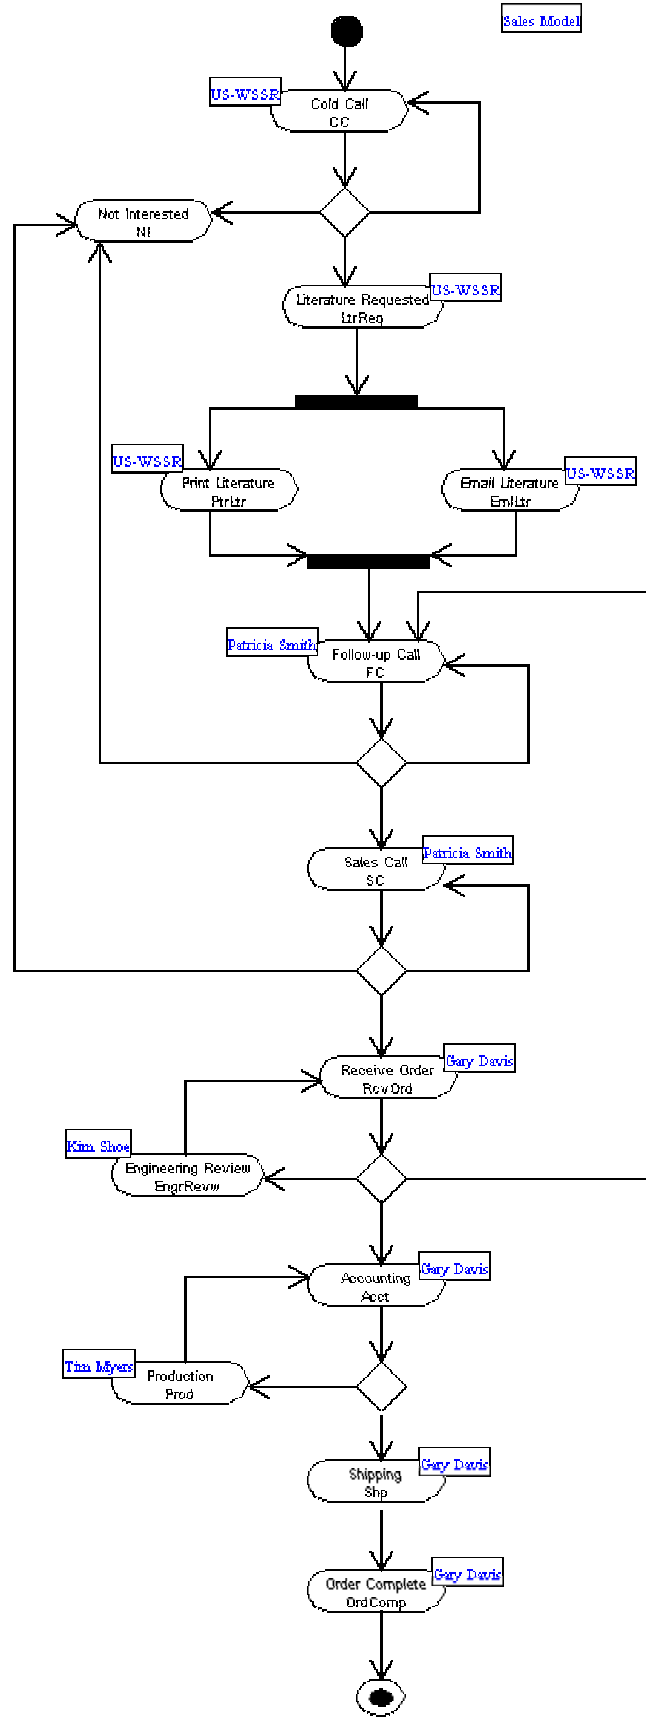 Sales Model
US-WSSR
Cold Call
CC
Not Interested
NI
Literature Requested
LtrReq
US-WSSR
US-WSSR
Print Literature
PtrLtr
Email Literature
EmlLtr
US-WSSR
Patricia Smith
Follow-up Call
FC
Sales Call
SC
Patricia Smith
Gary Davis
Receive Order
RcvOrd
Kim Shoe
Engineering Review
EngrRevw
Gary Davis
Accounting
Acct
Tim Myers
Production
Prod
Gary Davis
Shipping
Shp
Gary Davis
Order Complete
OrdComp